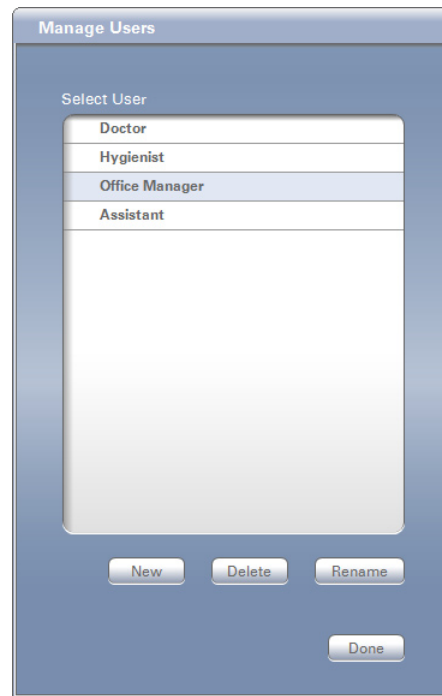 Manage Users
Select User
Doctor
Hygienist
Office Manager
Assistant
New Delete Rename
Done